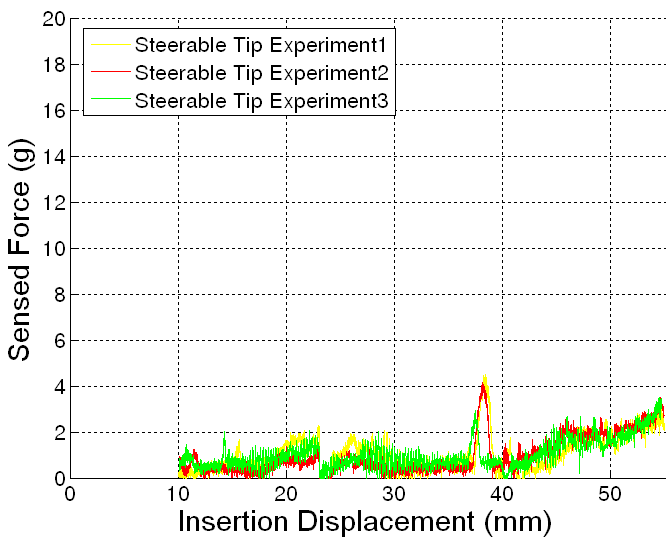 20
18
16
14
12
10
8
6
4
2
0
Sensed Force (g)
Steerable Tip Experiment1
Steerable Tip Experiment2
Steerable Tip Experiment3
0 10 20 30 40 50
Insertion Displacement (mm)